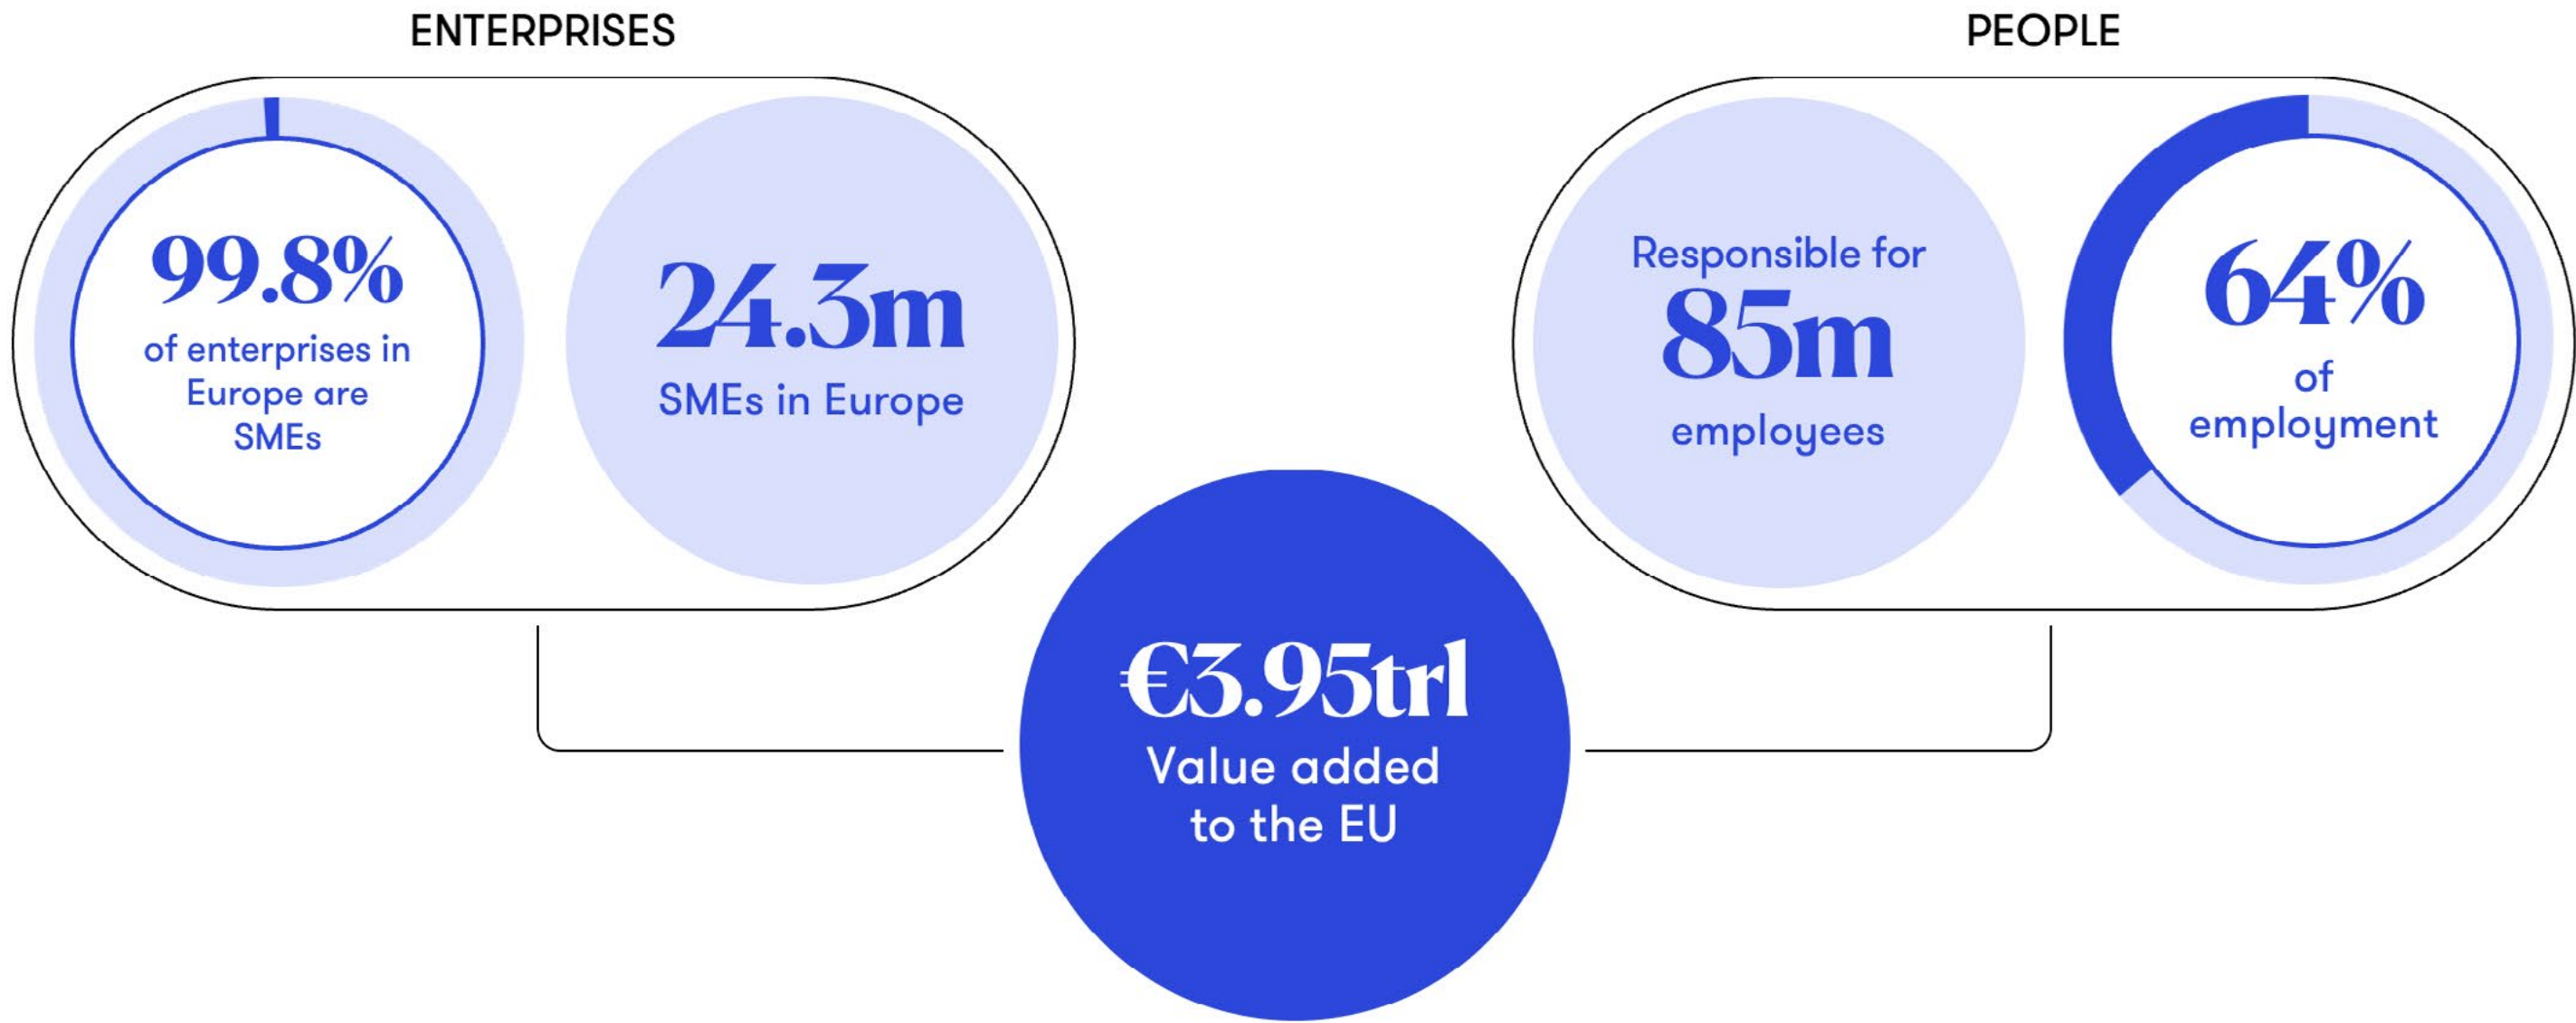 ENTERPRISES
99.8%
of enterprises in
Europe are
SMEs
24.3m
SMEs in Europe
PEOPLE
Responsible for
85m
employees
64%
of
employment
€3.95trl
Value added
to the EU